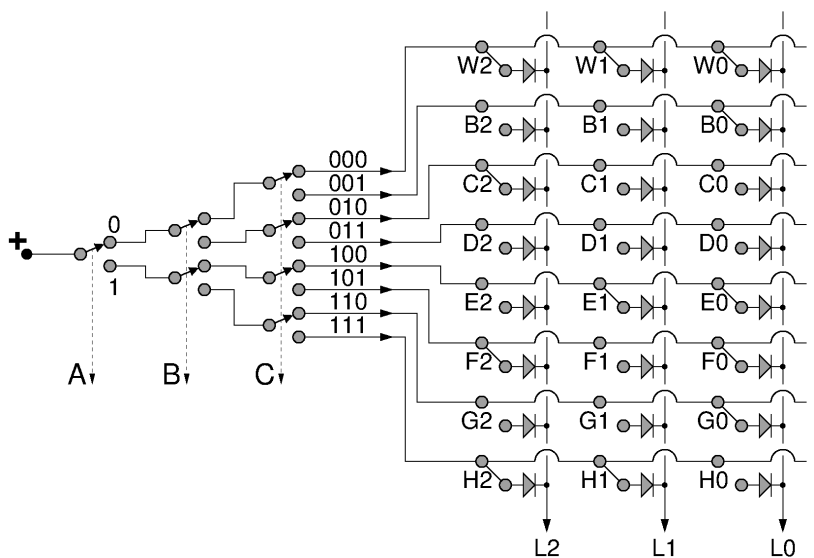 W2 W1 W0
B2 B1 B0
000
001
C2 C1 C0
010
0
011
D2 D1 D0
+
100
1
101
E2 E1 E0
110
111
F2 F1 F0
A B C
G2 G1 G0
H2 H1 H0
L2 L1 L0